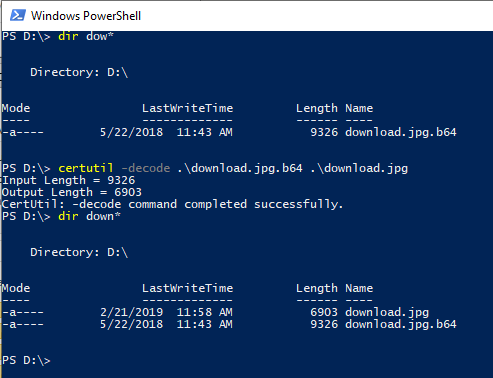 Windows PowerShell
PS D:\> dir dow*
Directory: D:\
Mode                LastWriteTime         Length Name
----                -------------         ------ ----
-a----        5/22/2018  11:43 AM           9326 download.jpg.b64
PS D:\> certutil -decode .\download.jpg.b64 .\download.jpg
Input Length = 9326
Output Length = 6903
CertUtil: -decode command completed successfully.
PS D:\> dir down*
Directory: D:\
Mode                LastWriteTime         Length Name
----                -------------         ------ ----
-a----        2/21/2019  11:58 AM           6903 download.jpg
-a----        5/22/2018  11:43 AM           9326 download.jpg.b64
PS D:\>